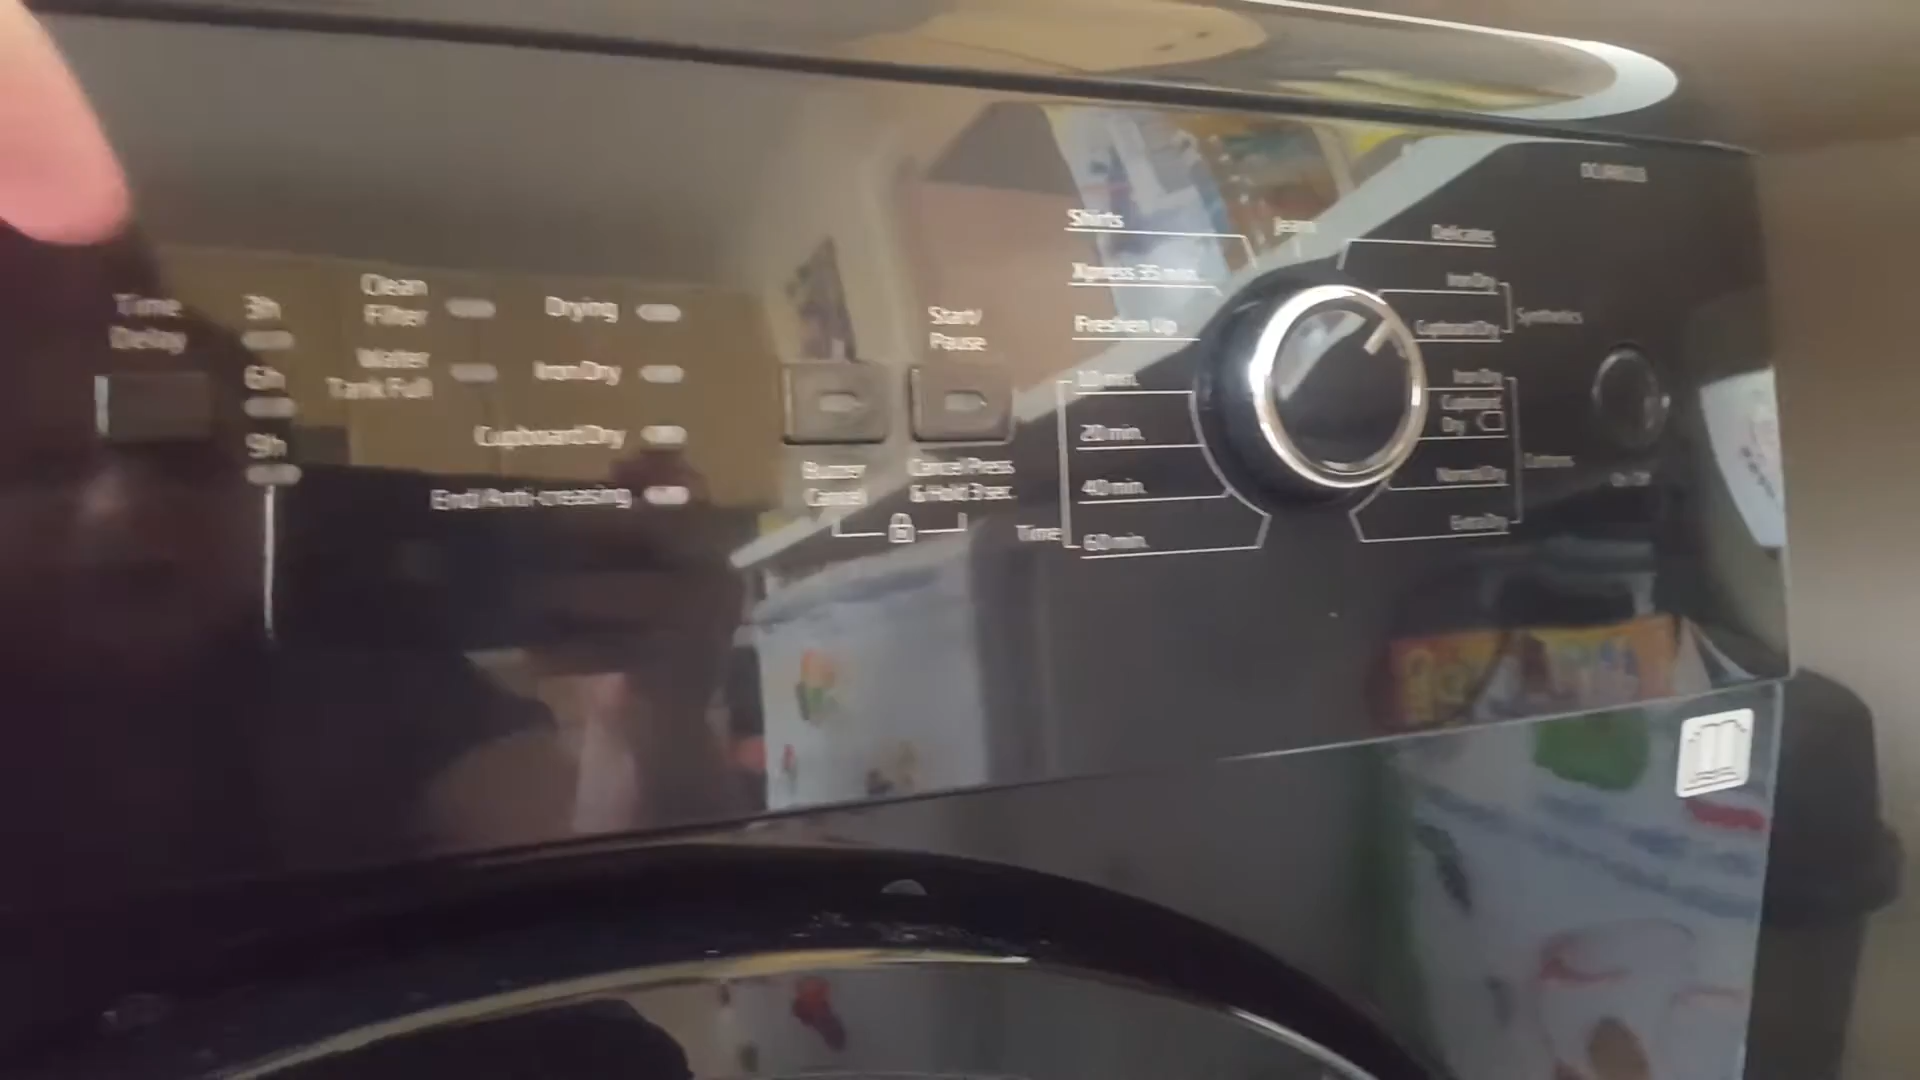 Time
Delay
3h
6h
9h
Clean
Filter
Water
Tank Full
Drying
Iron Dry
Cupboard Dry
End/Anti-creasing
Buzzer
Cancel
Start/
Pause
Cancel Press
& Hold 3 sec.
Shirts
Xpress 35 min.
Freshen Up
10 min.
20 min.
40 min.
60 min.
Time
Jeans
Delicates
Iron Dry
Cupboard Dry
Synthetics
Iron Dry
Cupboard
Dry
Normal Dry
Extra Dry
Cottons
On/Off